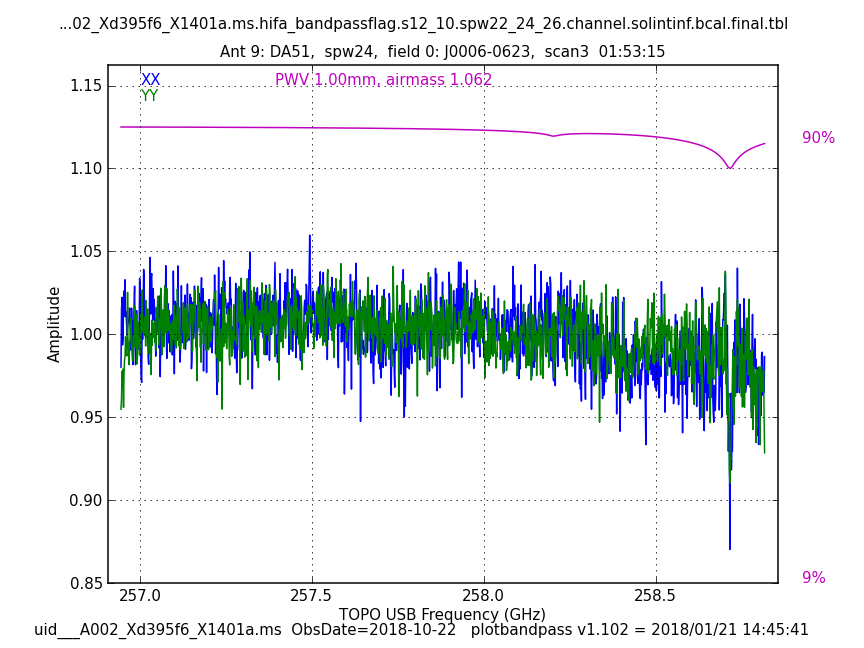 ...02_Xd395f6_X1401a.ms.hifa_bandpassflag.s12_10.spw22_24_26.channel.solintinf.bcal.final.tbl
Ant 9: DA51,  spw24,  field 0: J0006-0623,  scan3  01:53:15
XX
YY
PWV 1.00mm, airmass 1.062
1.15
1.10
1.05
1.00
0.95
0.90
0.85
Amplitude
90%
9%
257.0 257.5 258.0 258.5
TOPO USB Frequency (GHz)
uid___A002_Xd395f6_X1401a.ms  ObsDate=2018-10-22   plotbandpass v1.102 = 2018/01/21 14:45:41